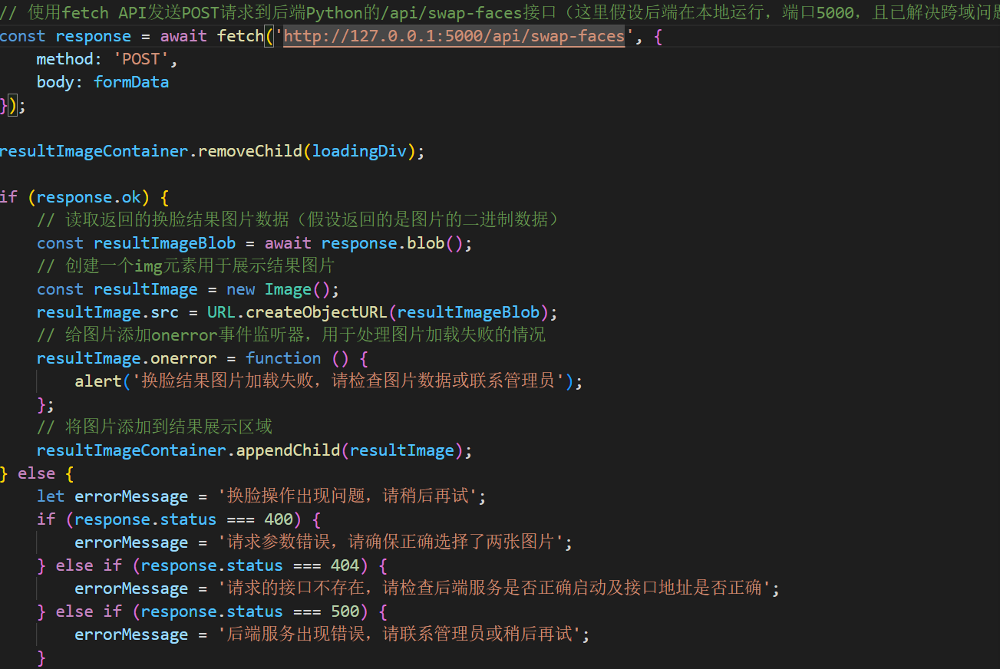 // 使用fetch API发送POST请求到后端Python的/api/swap-faces接口（这里假设后端在本地运行，端口5000，且已解决跨域问题
const response = await fetch('http://127.0.0.1:5000/api/swap-faces', {
    method: 'POST',
    body: formData
});
resultImageContainer.removeChild(loadingDiv);
if (response.ok) {
    // 读取返回的换脸结果图片数据（假设返回的是图片的二进制数据）
    const resultImageBlob = await response.blob();
    // 创建一个img元素用于展示结果图片
    const resultImage = new Image();
    resultImage.src = URL.createObjectURL(resultImageBlob);
    // 给图片添加onerror事件监听器，用于处理图片加载失败的情况
    resultImage.onerror = function () {
        alert('换脸结果图片加载失败，请检查图片数据或联系管理员');
    };
    // 将图片添加到结果展示区域
    resultImageContainer.appendChild(resultImage);
} else {
    let errorMessage = '换脸操作出现问题，请稍后再试';
    if (response.status === 400) {
        errorMessage = '请求参数错误，请确保正确选择了两张图片';
    } else if (response.status === 404) {
        errorMessage = '请求的接口不存在，请检查后端服务是否正确启动及接口地址是否正确';
    } else if (response.status === 500) {
        errorMessage = '后端服务出现错误，请联系管理员或稍后再试';
    }